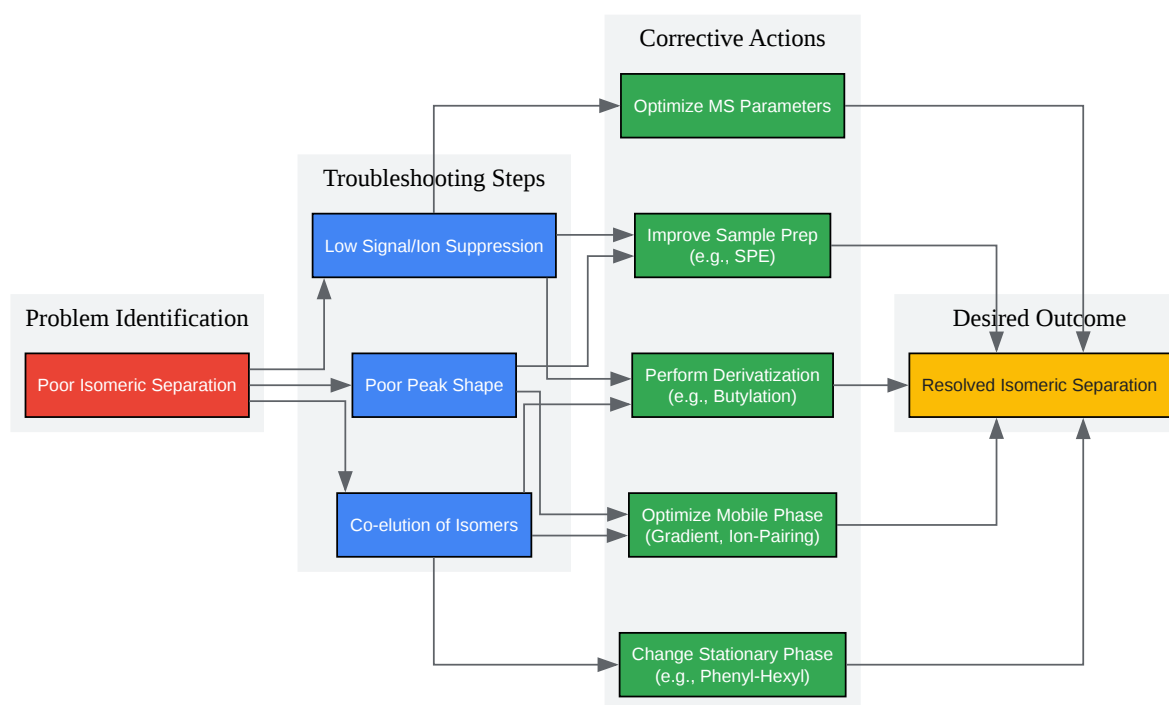 Problem Identification
Poor Isomeric Separation
Troubleshooting Steps
Low Signal/Ion Suppression
Poor Peak Shape
Co-elution of Isomers
Corrective Actions
Optimize MS Parameters
Improve Sample Prep
(e.g., SPE)
Perform Derivatization
(e.g., Butylation)
Optimize Mobile Phase
(Gradient, Ion-Pairing)
Change Stationary Phase
(e.g., Phenyl-Hexyl)
Desired Outcome
Resolved Isomeric Separation